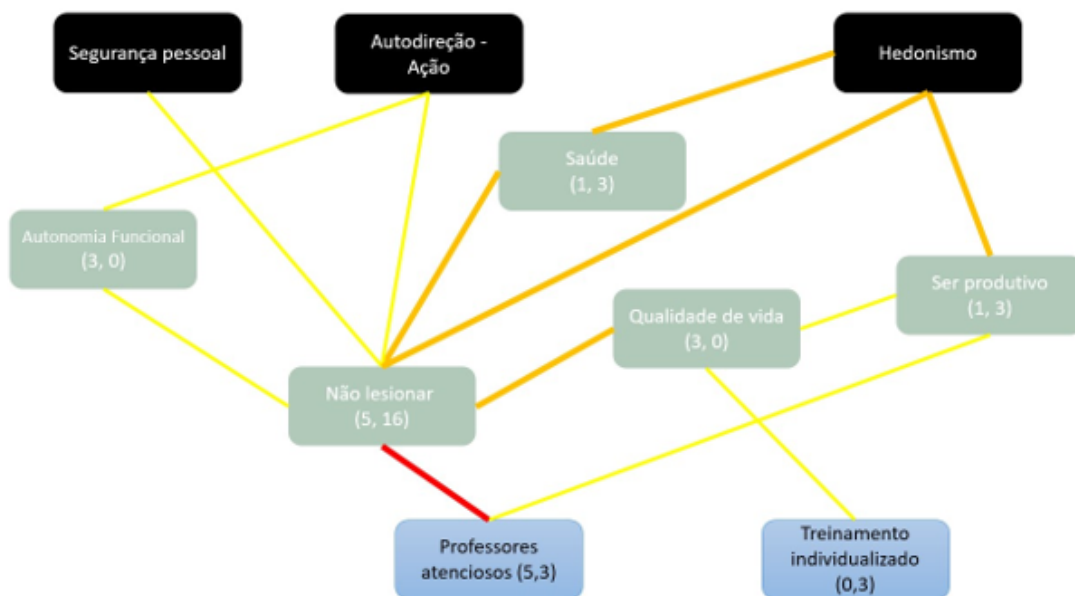 Segurança pessoal
Autodireção -
Ação
Hedonismo
Saúde
(1, 3)
Autonomia Funcional
(3, 0)
Ser produtivo
(1, 3)
Qualidade de vida
(3, 0)
Não lesionar
(5, 16)
Professores
atenciosos (5,3)
Treinamento
individualizado
(0,3)